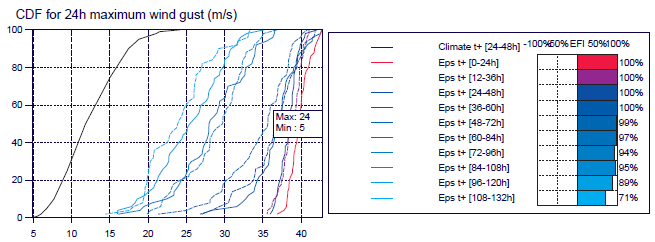 CDF for 24h maximum wind gust (m/s)
100
80
60
40
20
0
5 10 15 20 25 30 35 40
Max: 24
Min : 5
Climate t+ [24-48h] -100% EFI 50% 100%
Eps t+ [0-24h] 100%
Eps t+ [12-36h] 100%
Eps t+ [24-48h] 100%
Eps t+ [36-60h] 100%
Eps t+ [48-72h] 99%
Eps t+ [60-84h] 97%
Eps t+ [72-96h] 94%
Eps t+ [84-108h] 95%
Eps t+ [96-120h] 89%
Eps t+ [108-132h] 71%